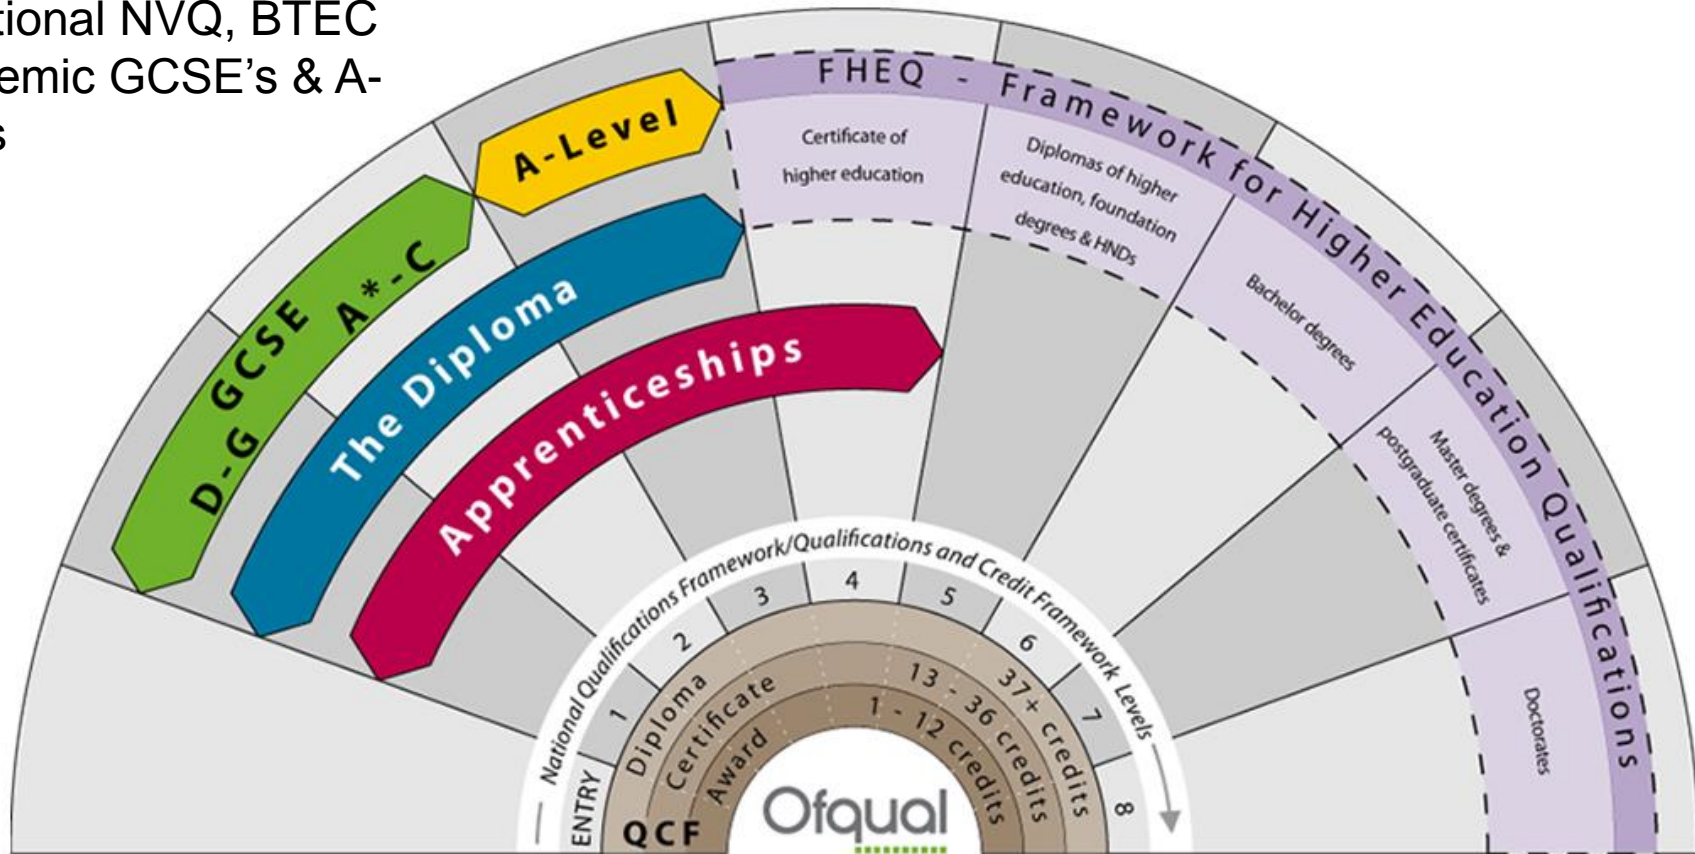 tional NVQ, BTEC
emic GCSE's & A-
s
A-Level
GCSE
D-G A*-C
The Diploma
Apprenticeships
FHEQ - Framework for Higher Education Qualifications
Certificate of
higher education
Diplomas of higher
education, foundation
degrees & HNDs
Bachelor degrees
Master degrees &
postgraduate certificates
Doctorates
National Qualifications Framework/Qualifications and Credit Framework Levels
ENTRY
1
2
3
4
5
6
7
8
Diploma 37+ credits
Certificate 13 - 36 credits
Award 1 - 12 credits
QCF
Ofqual